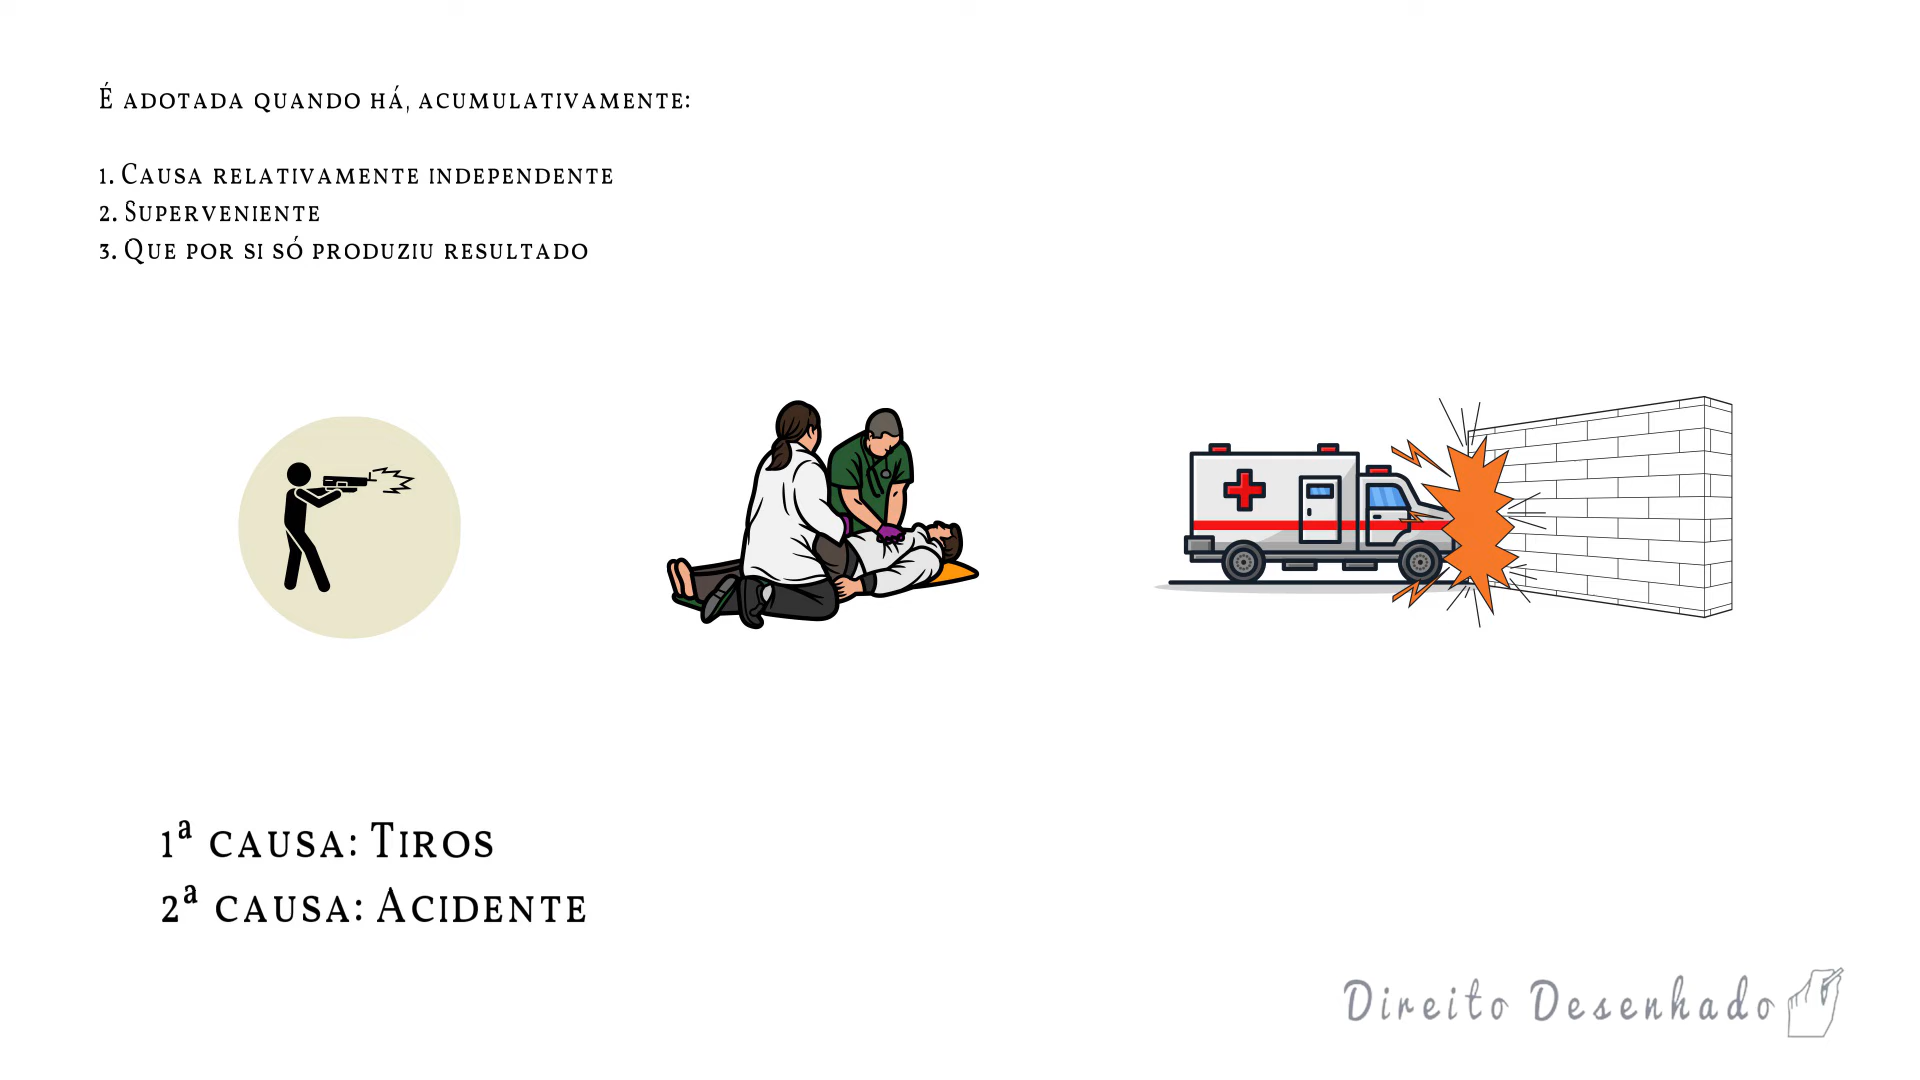 É adotada quando há, acumulativamente:
1. Causa relativamente independente
2. Superveniente
3. Que por si só produziu resultado
1ª causa: Tiros
2ª causa: Acidente
Direito Desenhado